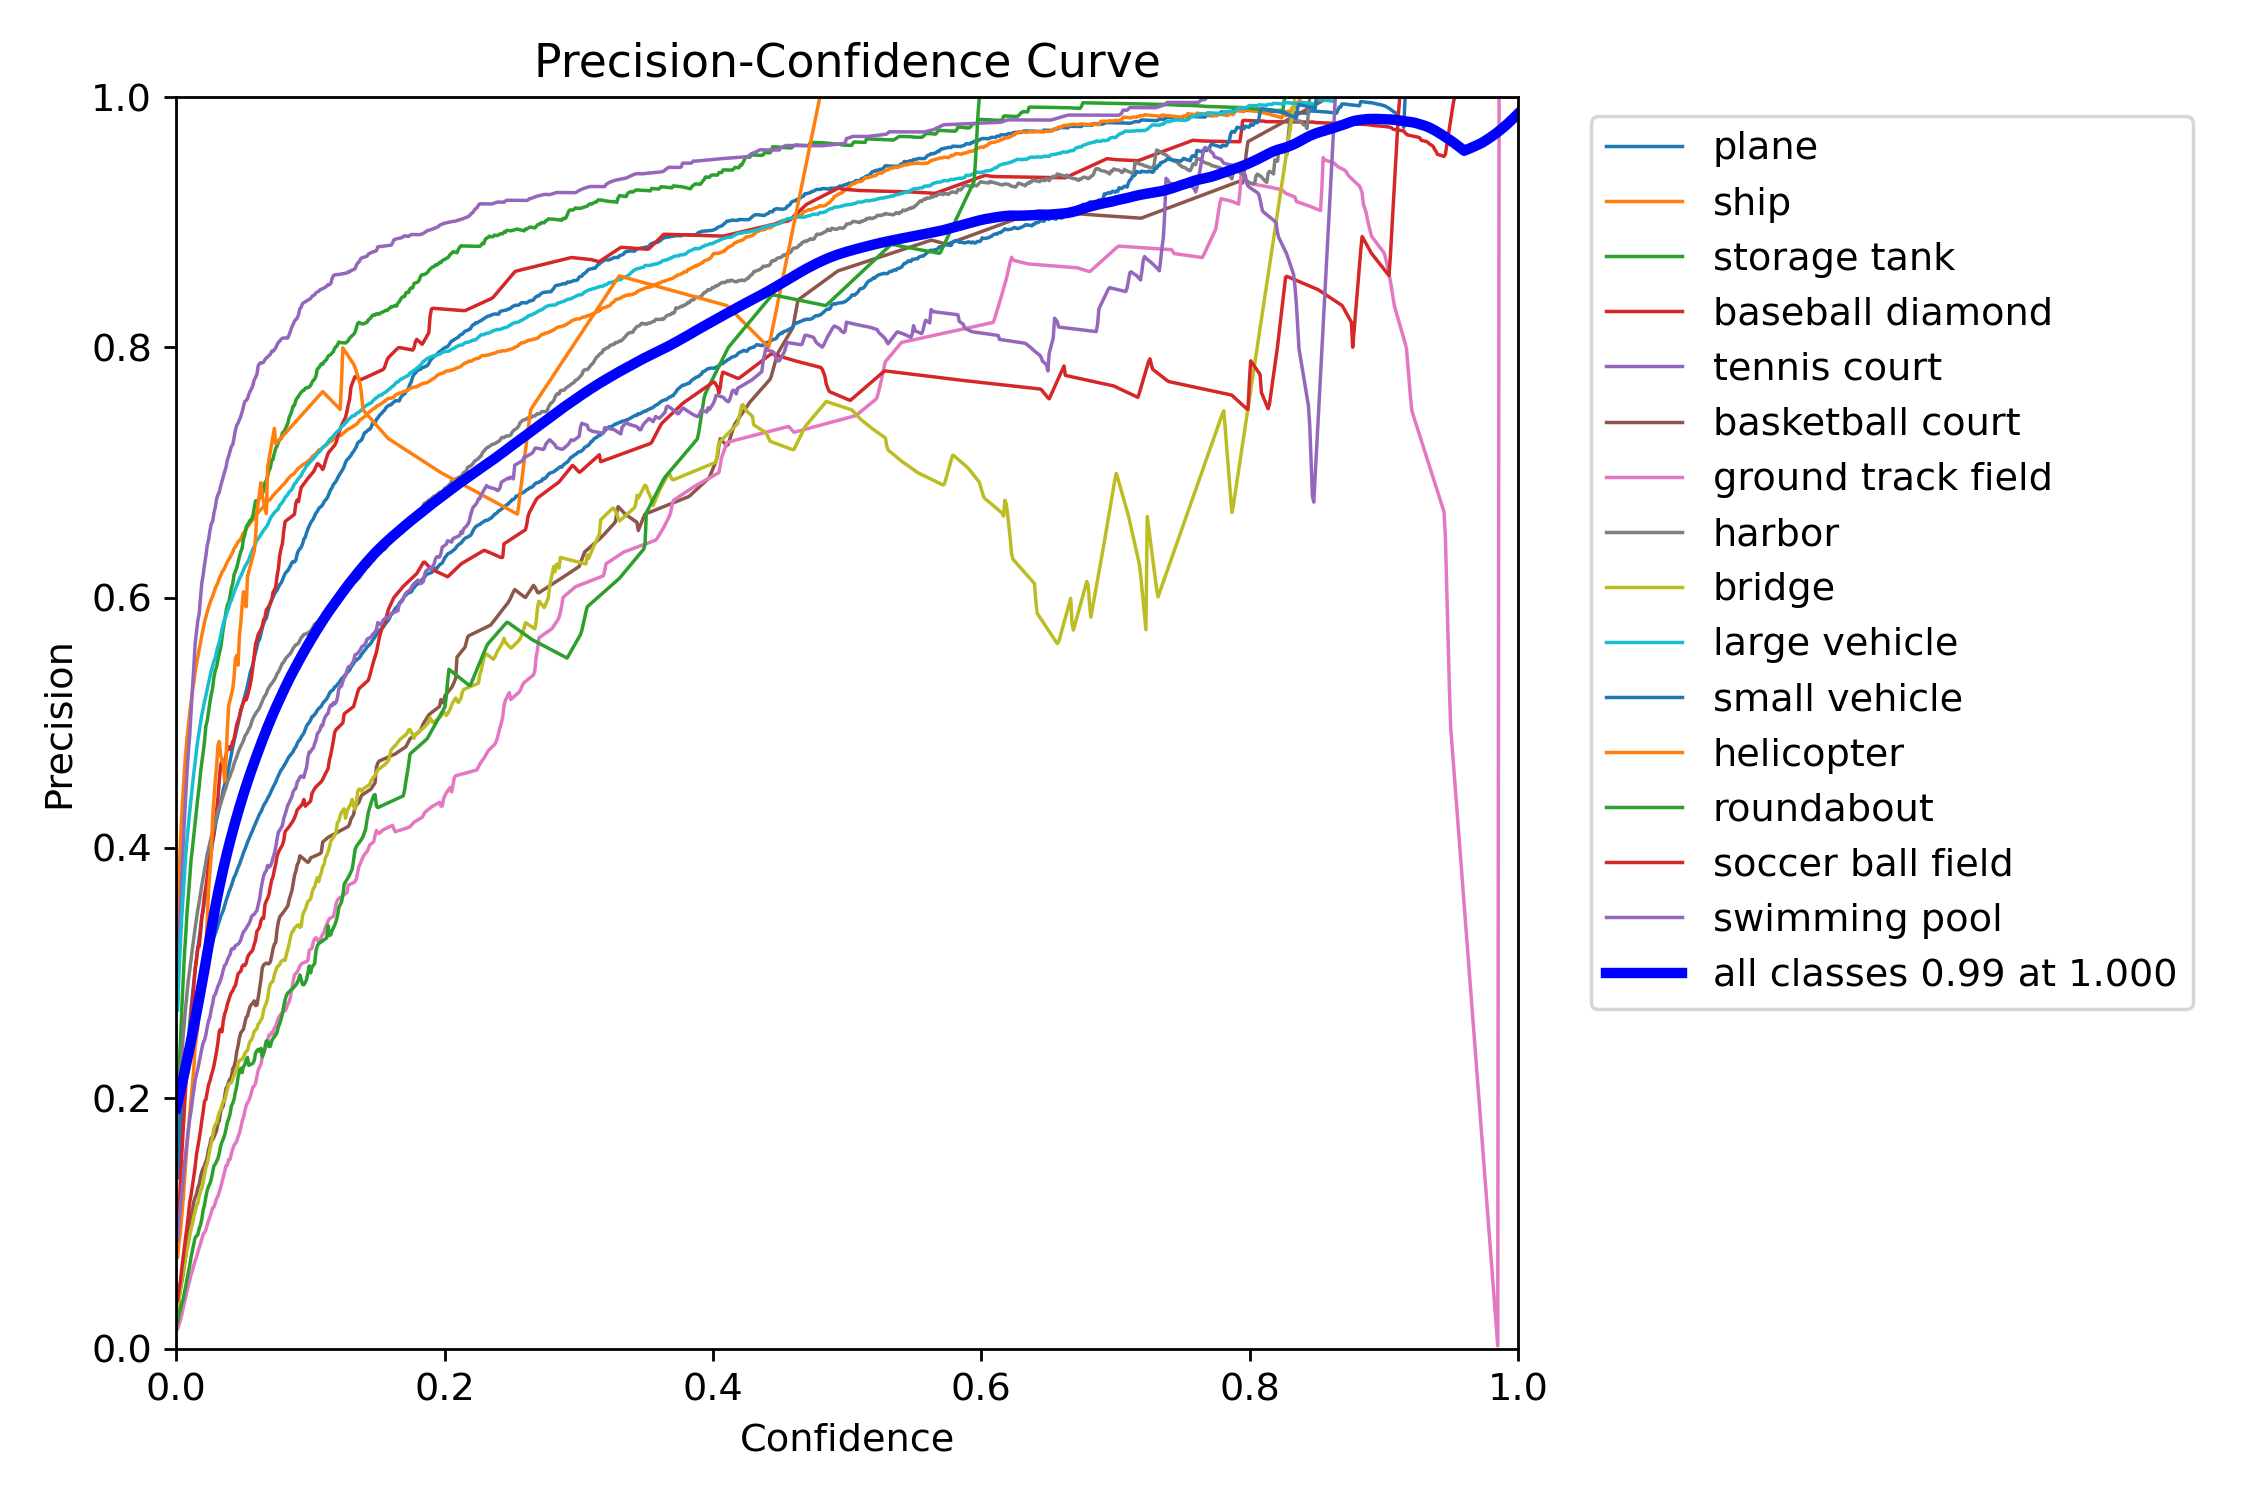 Precision-Confidence Curve
1.0
0.8
0.6
0.4
0.2
0.0
Precision
0.0 0.2 0.4 0.6 0.8 1.0
Confidence
plane
ship
storage tank
baseball diamond
tennis court
basketball court
ground track field
harbor
bridge
large vehicle
small vehicle
helicopter
roundabout
soccer ball field
swimming pool
all classes 0.99 at 1.000